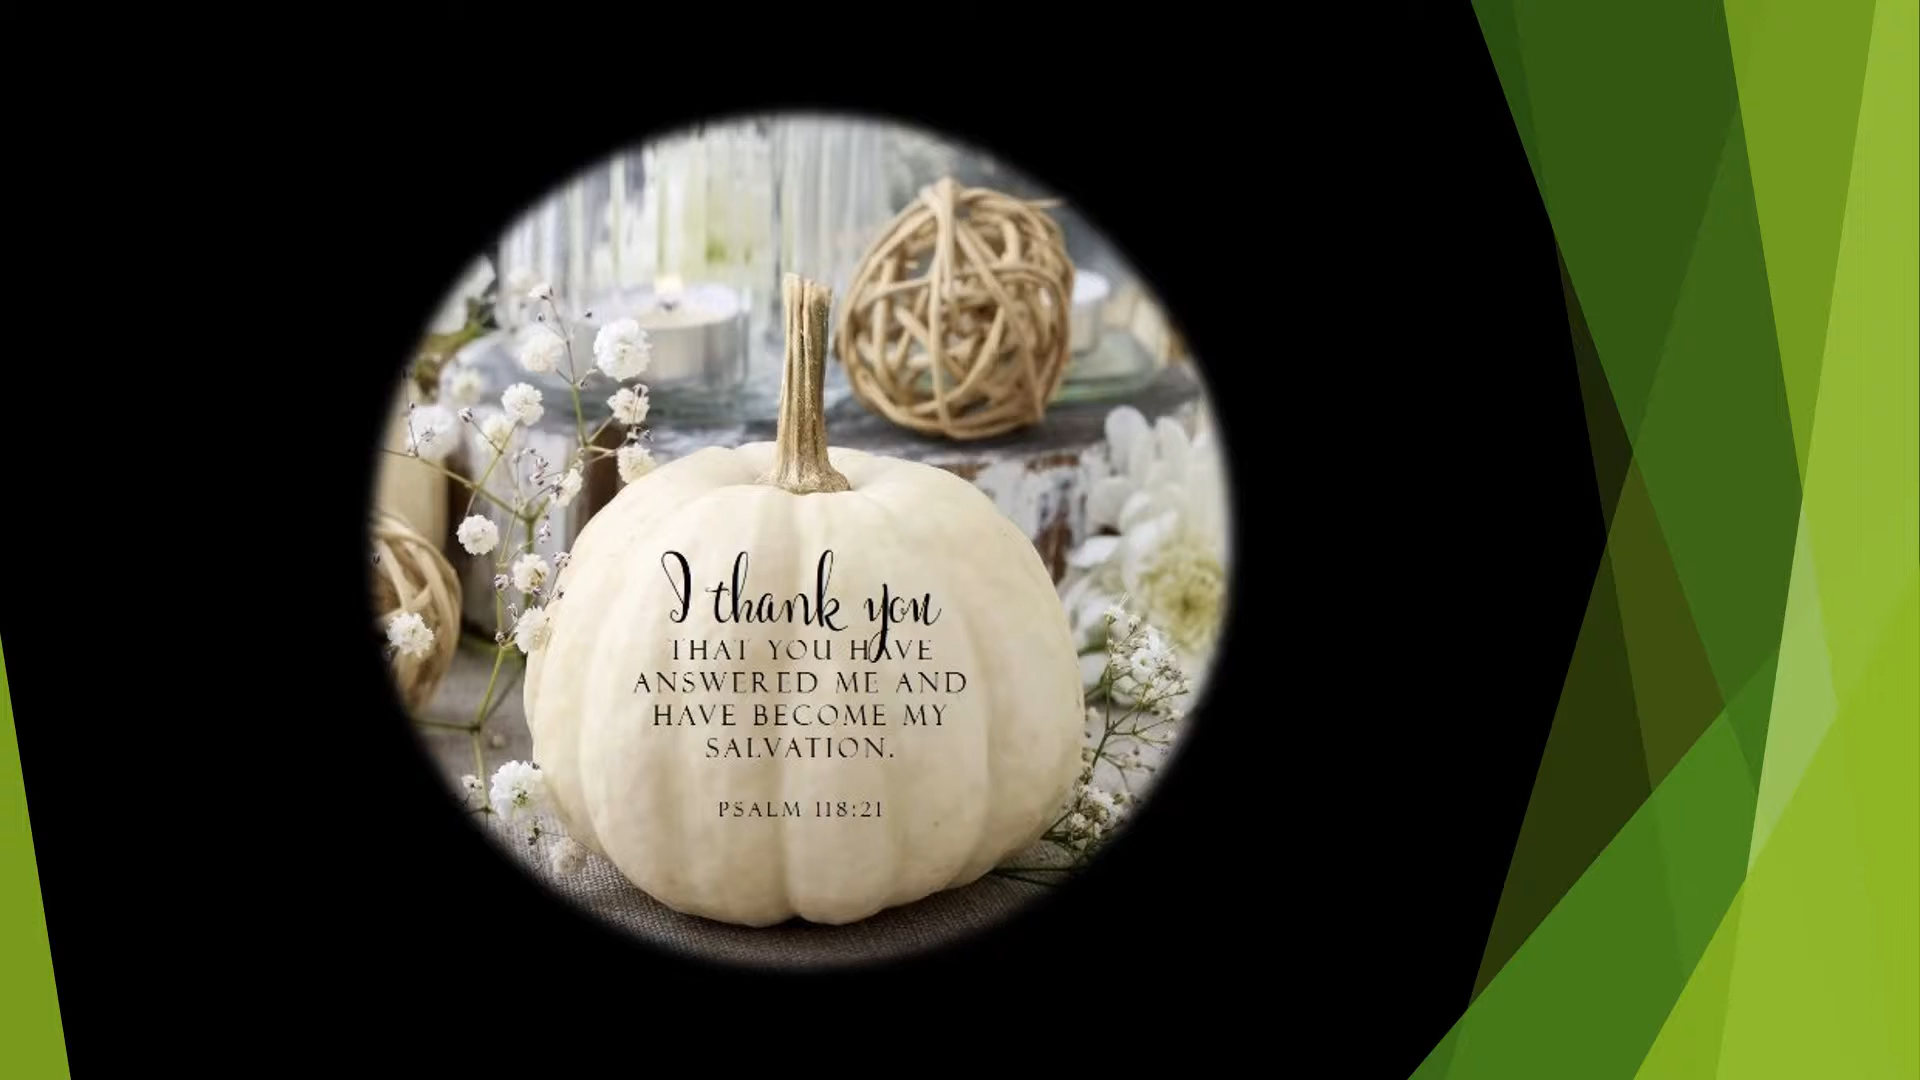 I thank you
THAT YOU HAVE
ANSWERED ME AND
HAVE BECOME MY
SALVATION.
PSALM 118:21